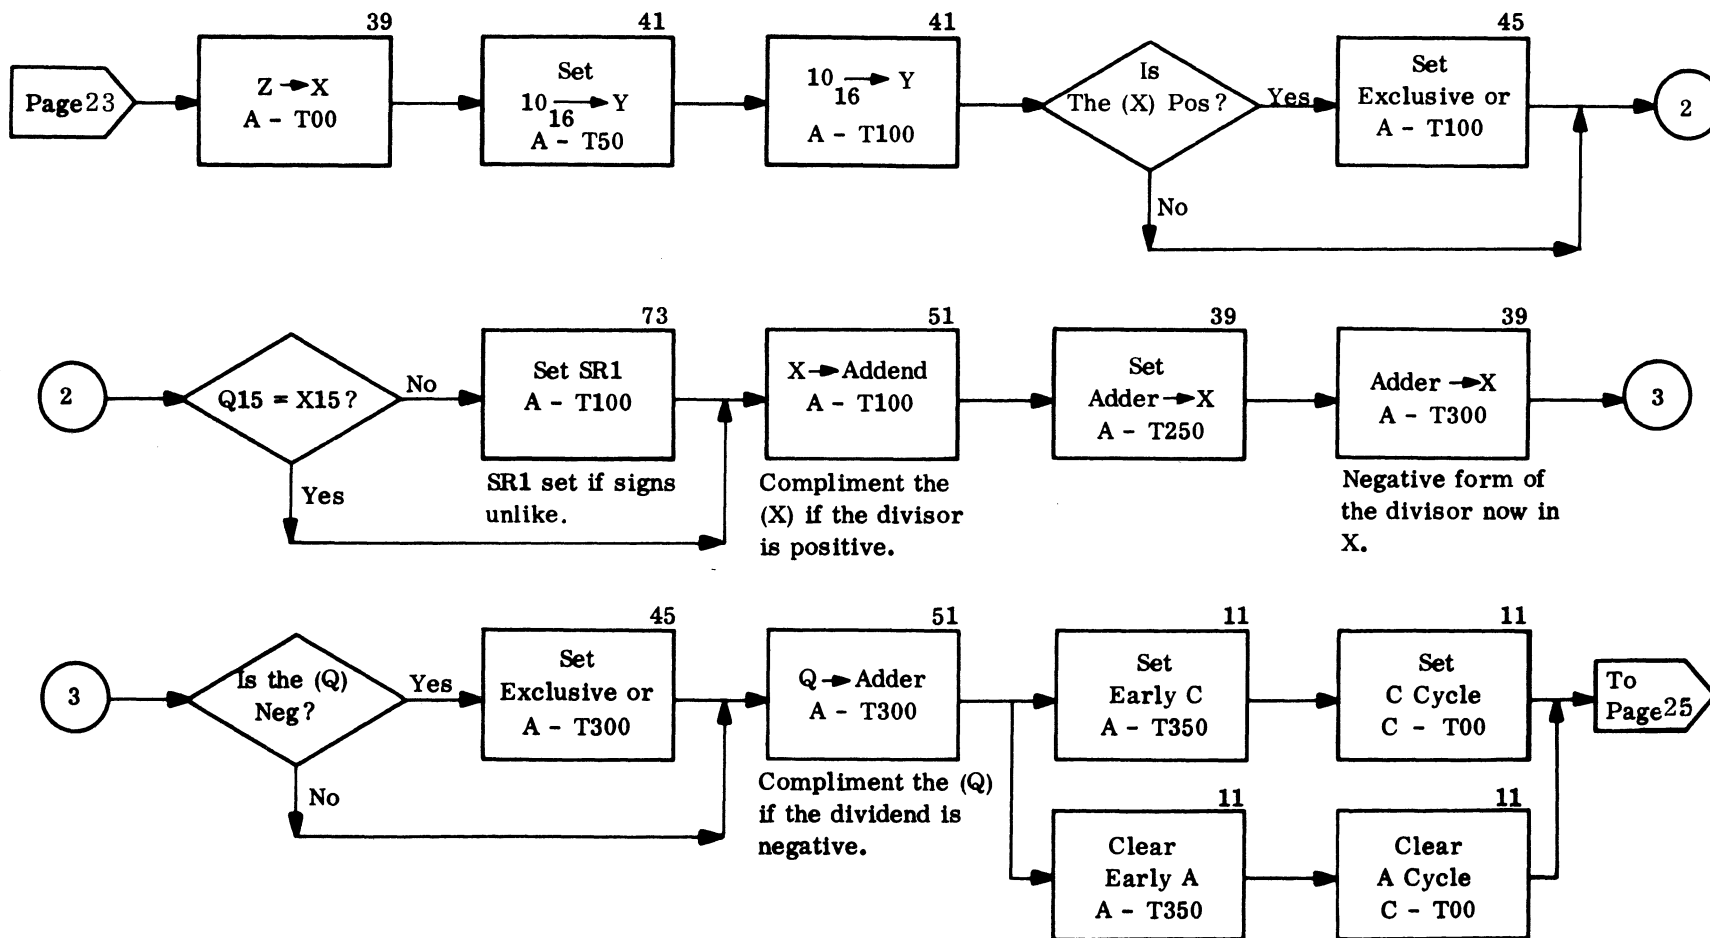 39
41
41
45
Page 23
Z → X
A - T00
Set
10 → Y
16
A - T50
10 → Y
16
A - T100
Is
The (X) Pos?
Yes
No
Set
Exclusive or
A - T100
2
73
51
39
39
2
Q15 = X15?
No
Yes
Set SR1
A - T100
SR1 set if signs
unlike.
X → Addend
A - T100
Compliment the
(X) if the divisor
is positive.
Set
Adder → X
A - T250
Adder → X
A - T300
Negative form of
the divisor now in
X.
3
45
51
11
11
3
Is the (Q)
Neg?
Yes
No
Set
Exclusive or
A - T300
Q → Adder
A - T300
Compliment the (Q)
if the dividend is
negative.
Set
Early C
A - T350
Set
C Cycle
C - T00
To
Page 25
11
11
Clear
Early A
A - T350
Clear
A Cycle
C - T00